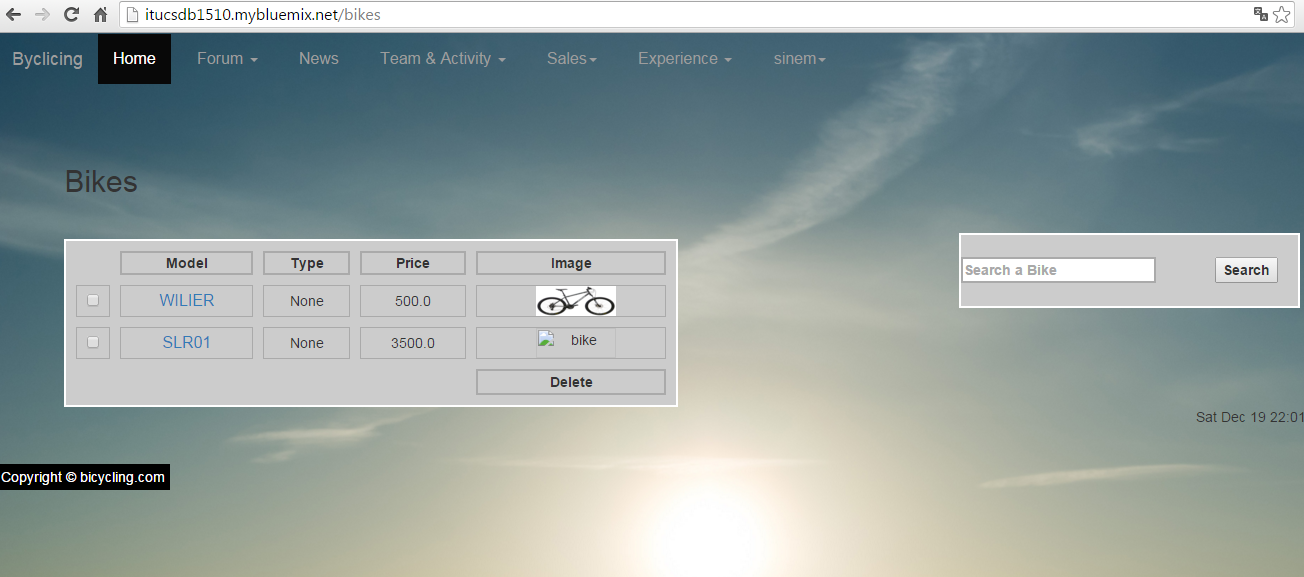 itucsdb1510.mybluemix.net/bikes
Byclicing Home Forum News Team & Activity Sales Experience sinem
Bikes
Model Type Price Image
WILIER None 500.0
SLR01 None 3500.0 bike
Delete
Search a Bike Search
Sat Dec 19 22:01
Copyright © bicycling.com